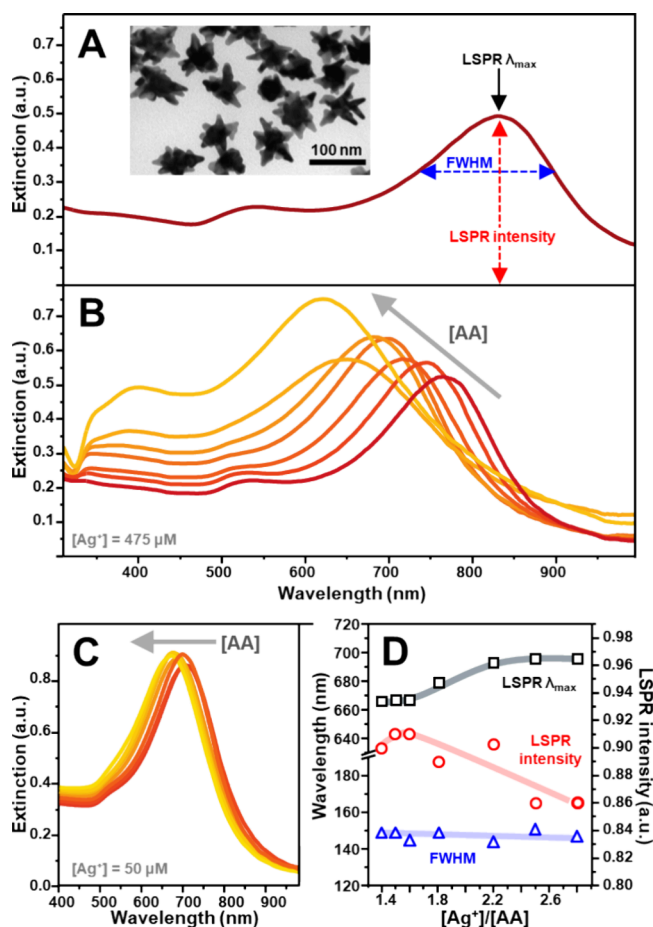 A
LSPR λmax
FWHM
LSPR intensity
100 nm
Extinction (a.u.)
0.7
0.6
0.5
0.4
0.3
0.2
0.1
B
[AA]
Extinction (a.u.)
0.7
0.6
0.5
0.4
0.3
0.2
0.1
[Ag⁺] = 475 µM
400 500 600 700 800 900
Wavelength (nm)
C
[AA]
Extinction (a.u.)
0.8
0.6
0.4
0.2
0.0
[Ag⁺] = 50 µM
400 500 600 700 800 900
Wavelength (nm)
D
LSPR λmax
LSPR
intensity
FWHM
Wavelength (nm)
720
700
680
660
640
180
160
150
140
130
120
0.98
0.96
0.94
0.92
0.91
0.90
0.88
0.86
0.84
0.82
0.80
LSPR intensity (a.u.)
1.4 1.8 2.2 2.6
[Ag⁺]/[AA]